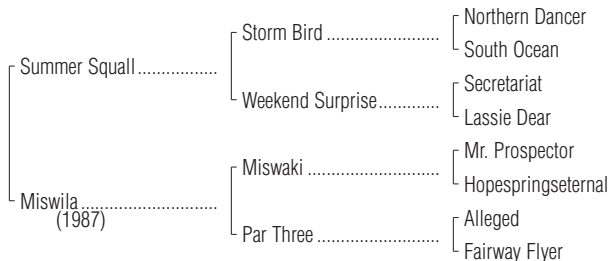 Northern Dancer
Storm Bird ....................
South Ocean
Summer Squall ................
Secretariat
Weekend Surprise .............
Lassie Dear
Mr. Prospector
Miswaki .......................
Hopespringseternal
Miswila ...........................
(1987)
Alleged
Par Three .....................
Fairway Flyer